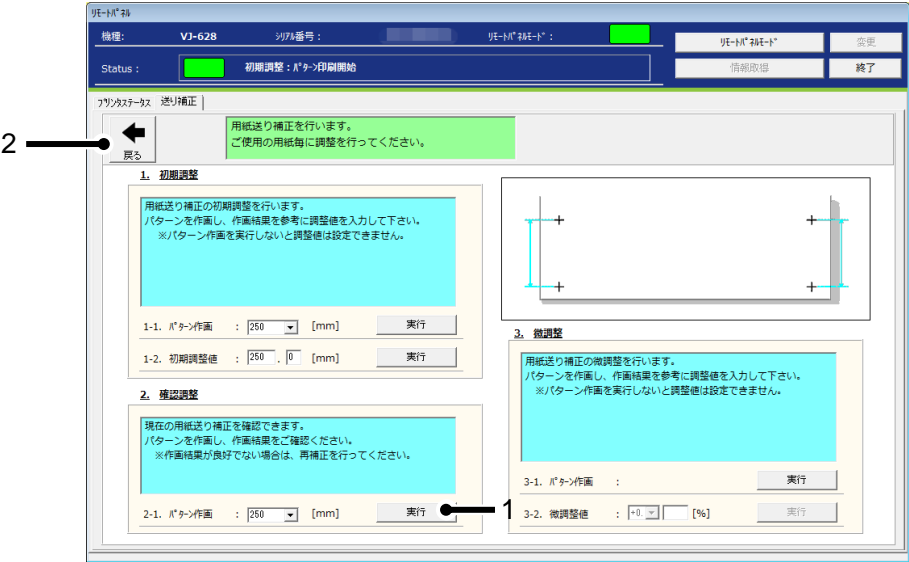 ﾘﾓｰﾄﾊﾟﾈﾙ
機種: VJ-628 ｼﾘｱﾙ番号 : ﾘﾓｰﾄﾊﾟﾈﾙﾓｰﾄﾞ : ﾘﾓｰﾄﾊﾟﾈﾙﾓｰﾄﾞ 変更
Status : 初期調整 : ﾊﾟﾀｰﾝ印刷開始 情報取得 終了
ﾌﾟﾘﾝﾀｽﾃｰﾀｽ 送り補正
2
戻る
用紙送り補正を行います。
ご使用の用紙毎に調整を行ってください。
1. 初期調整
用紙送り補正の初期調整を行います。
パターンを作画し、作画結果を参考に調整値を入力して下さい。
※パターン作画を実行しないと調整値は設定できません。
1-1. ﾊﾟﾀｰﾝ作画 : 250 [mm] 実行
1-2. 初期調整値 : 250 . 0 [mm] 実行
2. 確認調整
現在の用紙送り補正を確認できます。
パターンを作画し、作画結果をご確認ください。
※作画結果が良好でない場合は、再補正を行ってください。
2-1. ﾊﾟﾀｰﾝ作画 : 250 [mm] 実行
1
3. 微調整
用紙送り補正の微調整を行います。
パターンを作画し、作画結果を参考に調整値を入力して下さい。
※パターン作画を実行しないと調整値は設定できません。
3-1. ﾊﾟﾀｰﾝ作画 : 実行
3-2. 微調整値 : +0. [%] 実行